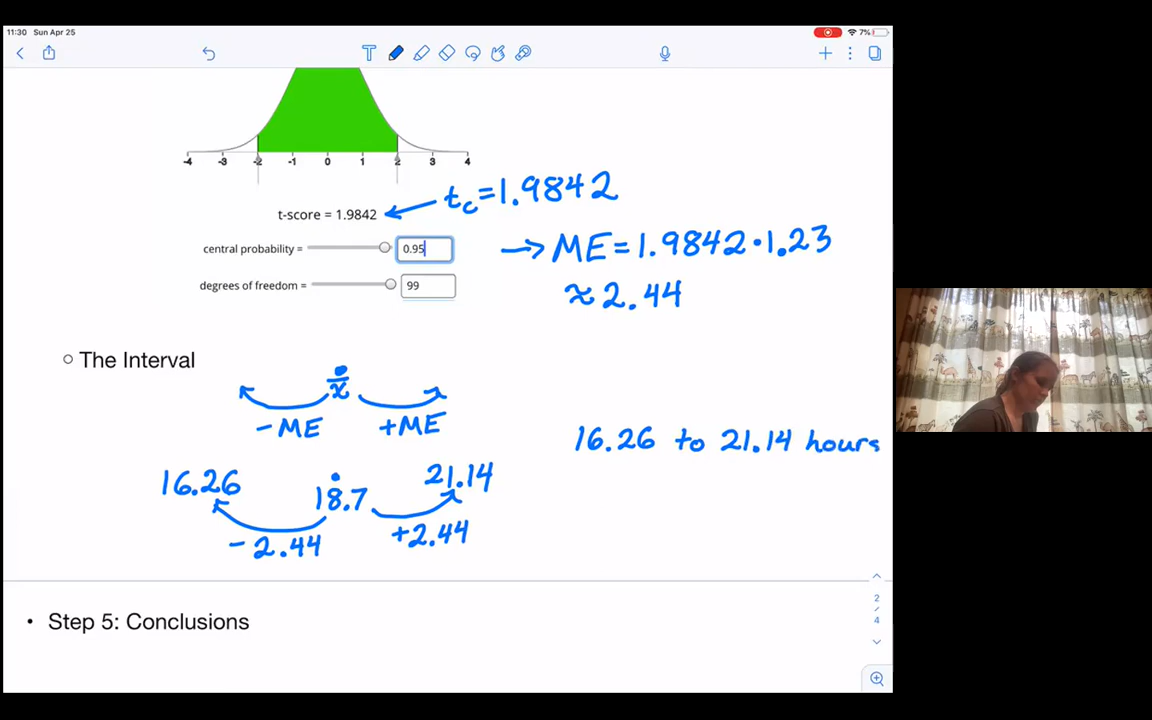 11:30 Sun Apr 25
7%
T
-4 -3 -2 -1 0 1 2 3 4
t-score = 1.9842
tc = 1.9842
central probability = 0.95
→ ME = 1.9842 · 1.23
degrees of freedom = 99
≈ 2.44
The Interval
x̄
-ME +ME
16.26 to 21.14 hours
16.26 18.7 21.14
-2.44 +2.44
• Step 5: Conclusions
2 / 4